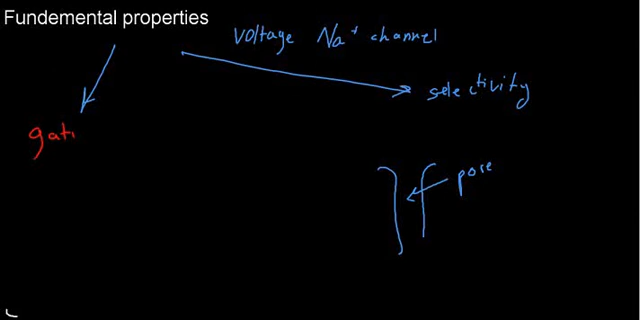 Fundemental properties
voltage Na+ channel
selectivity
gati
pore